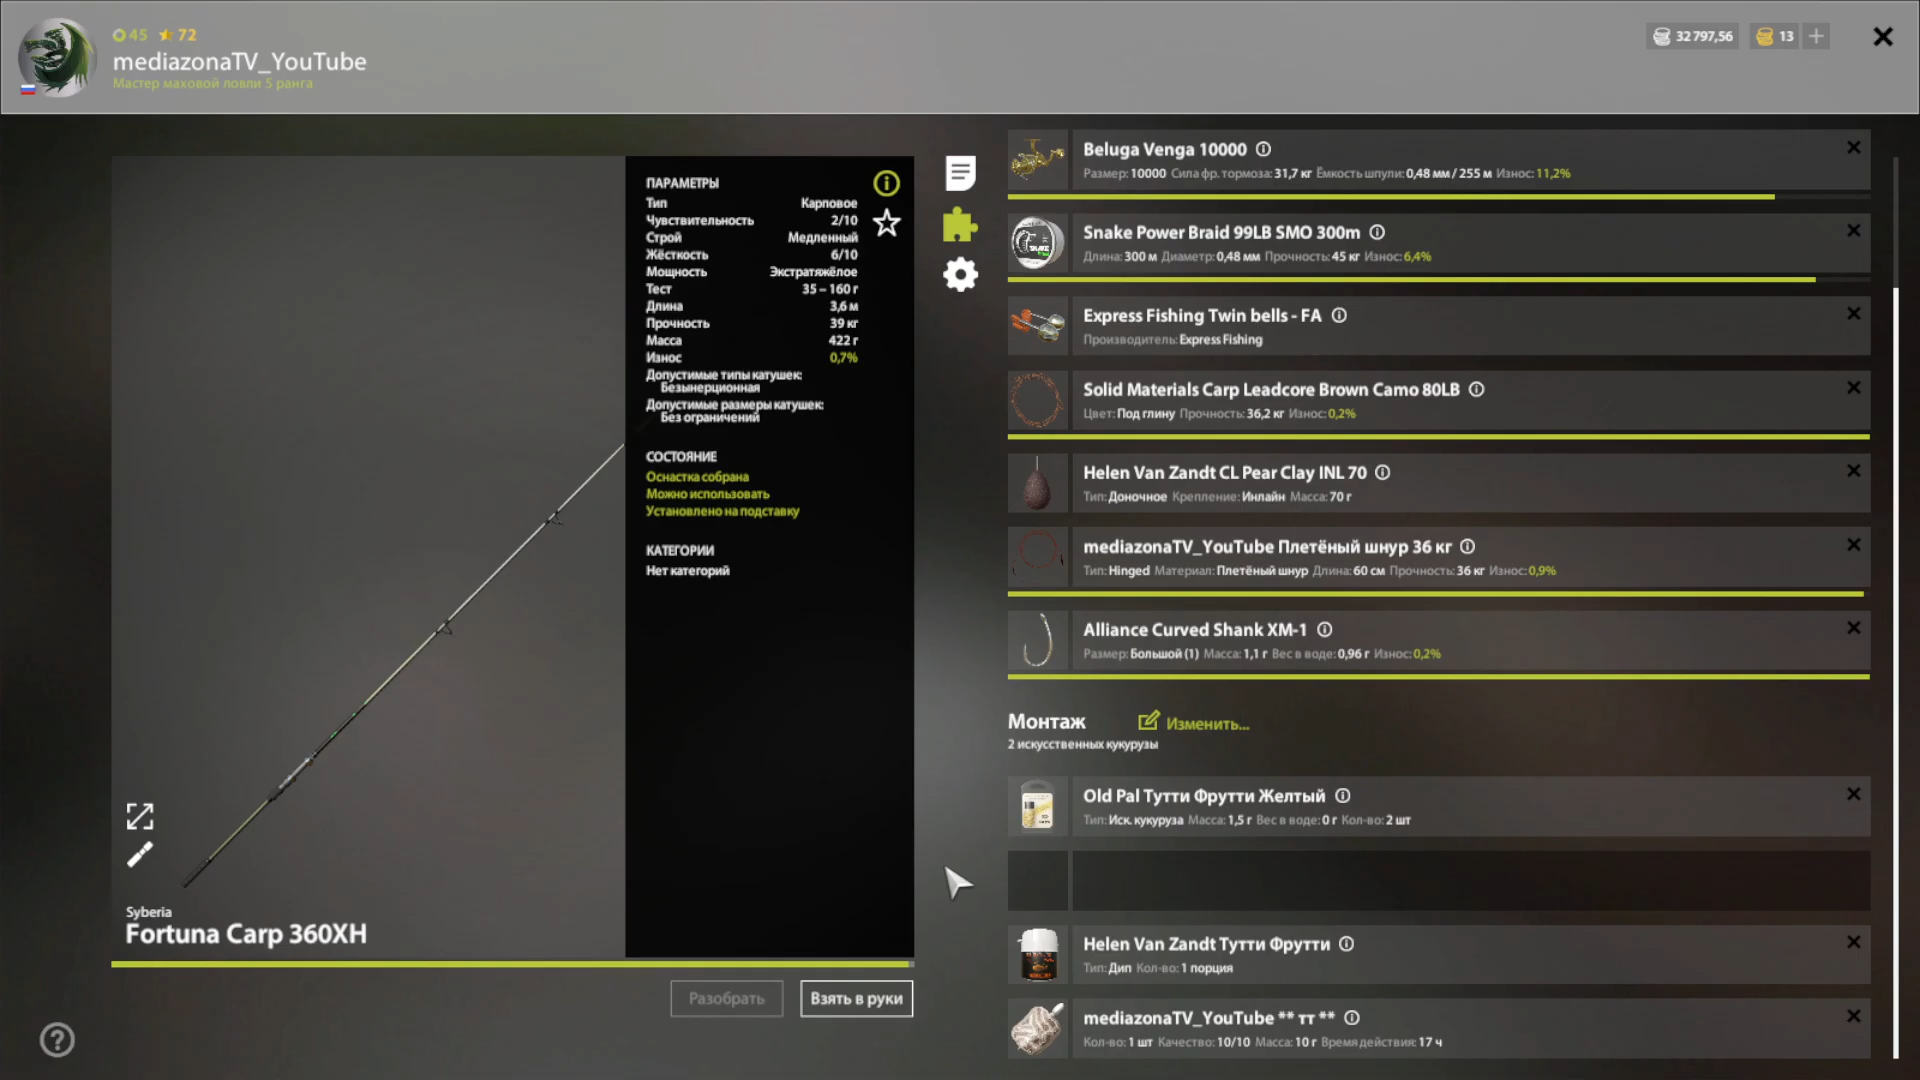 45 72
mediazonaTV_YouTube
Мастер маховой ловли 5 ранга
32 797,56 13 +
ПАРАМЕТРЫ
Тип Карповое
Чувствительность 2/10
Строй Медленный
Жёсткость 6/10
Мощность Экстратяжёлое
Тест 35 – 160 г
Длина 3,6 м
Прочность 39 кг
Масса 422 г
Износ 0,7%
Допустимые типы катушек:
Безынерционная
Допустимые размеры катушек:
Без ограничений
СОСТОЯНИЕ
Оснастка собрана
Можно использовать
Установлено на подставку
КАТЕГОРИИ
Нет категорий
Syberia
Fortuna Carp 360XH
Разобрать Взять в руки
?
Beluga Venga 10000
Размер: 10000 Сила фр. тормоза: 31,7 кг Ёмкость шпули: 0,48 мм / 255 м Износ: 11,2%
Snake Power Braid 99LB SMO 300m
Длина: 300 м Диаметр: 0,48 мм Прочность: 45 кг Износ: 6,4%
Express Fishing Twin bells - FA
Производитель: Express Fishing
Solid Materials Carp Leadcore Brown Camo 80LB
Цвет: Под глину Прочность: 36,2 кг Износ: 0,2%
Helen Van Zandt CL Pear Clay INL 70
Тип: Доночное Крепление: Инлайн Масса: 70 г
mediazonaTV_YouTube Плетёный шнур 36 кг
Тип: Hinged Материал: Плетёный шнур Длина: 60 см Прочность: 36 кг Износ: 0,9%
Alliance Curved Shank XM-1
Размер: Большой (1) Масса: 1,1 г Вес в воде: 0,96 г Износ: 0,2%
Монтаж Изменить...
2 искусственных кукурузы
Old Pal Тутти Фрутти Желтый
Тип: Иск. кукуруза Масса: 1,5 г Вес в воде: 0 г Кол-во: 2 шт
Helen Van Zandt Тутти Фрутти
Тип: Дип Кол-во: 1 порция
mediazonaTV_YouTube ** тт **
Кол-во: 1 шт Качество: 10/10 Масса: 10 г Время действия: 17 ч